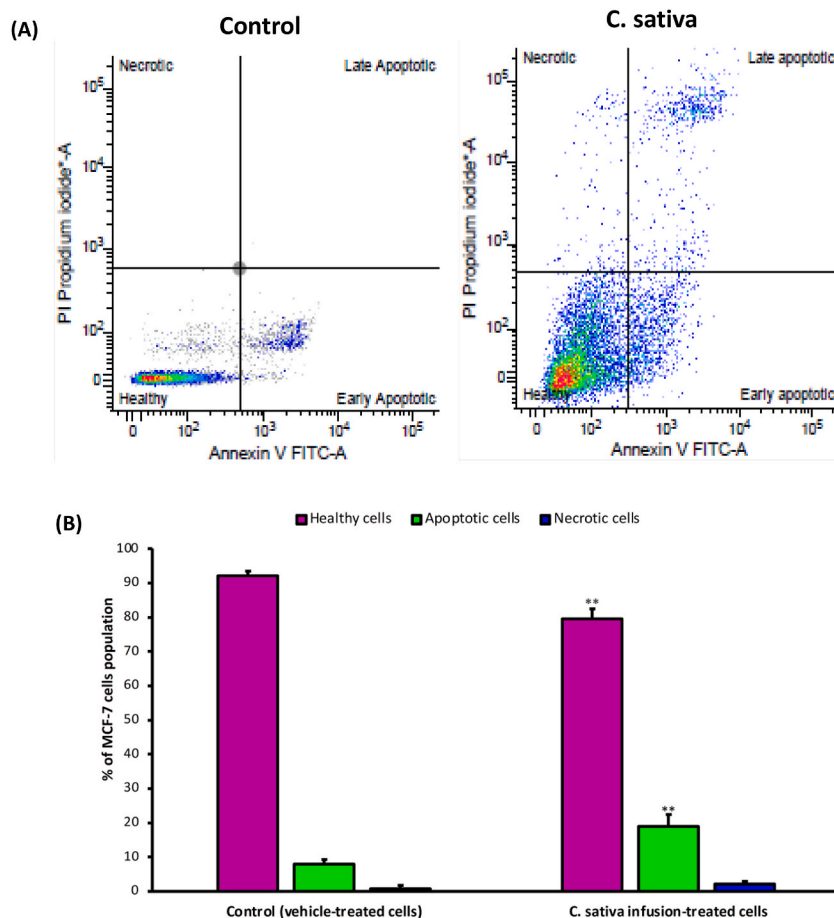 (A)
Control
C. sativa
Necrotic
Late Apoptotic
PI Propidium iodide*-A
10^5
10^4
10^3
10^2
0
Healthy
Early Apoptotic
0
10^2
10^3
10^4
10^5
Annexin V FITC-A
Necrotic
Late apoptotic
PI Propidium iodide*-A
10^5
10^4
10^3
10^2
0
Healthy
Early apoptotic
0
10^2
10^3
10^4
10^5
Annexin V FITC-A
(B)
Healthy cells
Apoptotic cells
Necrotic cells
% of MCF-7 cells population
100
90
80
70
60
50
40
30
20
10
0
**
**
Control (vehicle-treated cells)
C. sativa infusion-treated cells